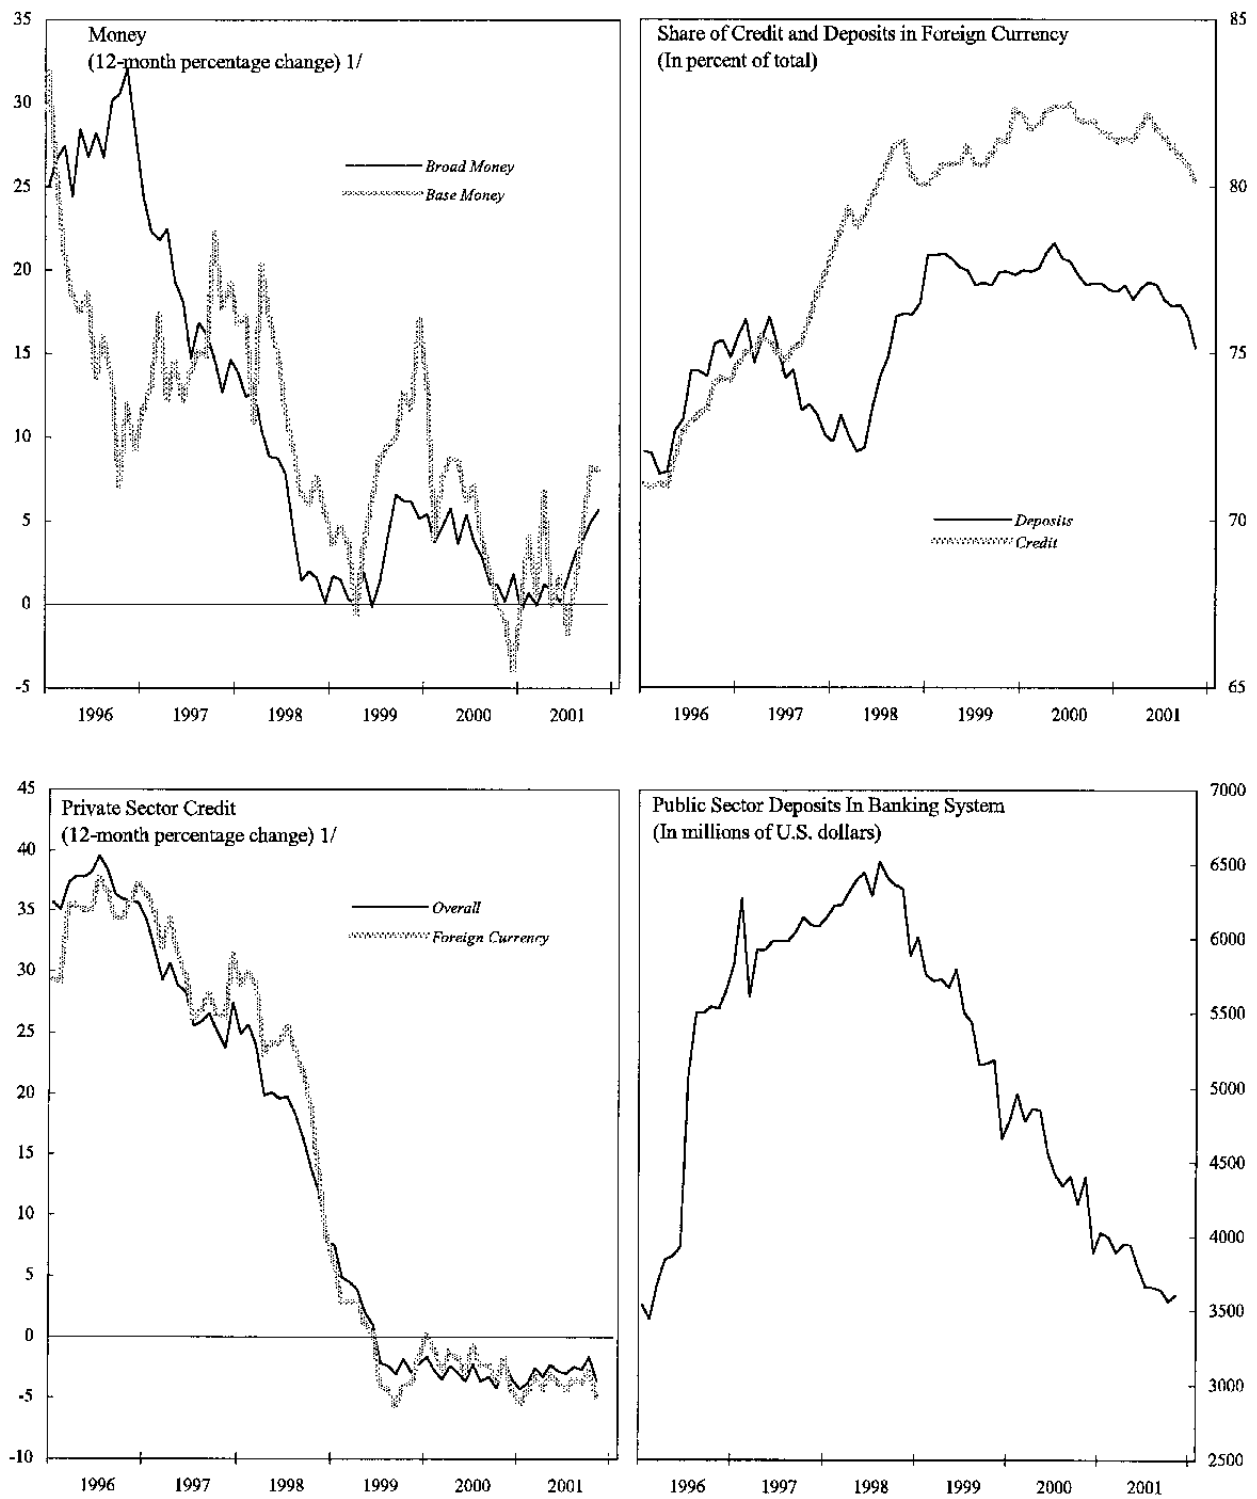 Money
(12-month percentage change) 1/
35
30
25
20
15
10
5
0
-5
Broad Money
Base Money
1996 1997 1998 1999 2000 2001
Share of Credit and Deposits in Foreign Currency
(In percent of total)
85
80
75
70
65
Deposits
Credit
1996 1997 1998 1999 2000 2001
Private Sector Credit
(12-month percentage change) 1/
45
40
35
30
25
20
15
10
5
0
-5
-10
Overall
Foreign Currency
1996 1997 1998 1999 2000 2001
Public Sector Deposits In Banking System
(In millions of U.S. dollars)
7000
6500
6000
5500
5000
4500
4000
3500
3000
2500
1996 1997 1998 1999 2000 2001